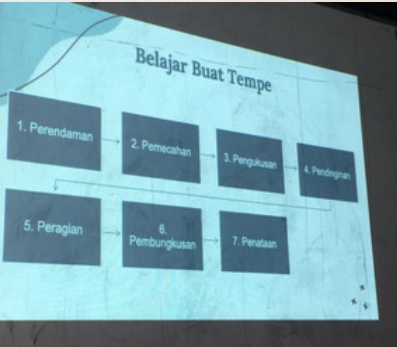 Belajar Buat Tempe
1. Perendaman
2. Pemecahan
3. Pengukusan
4. Pendinginan
5. Peragian
6.
Pembungkusan
7. Penataan